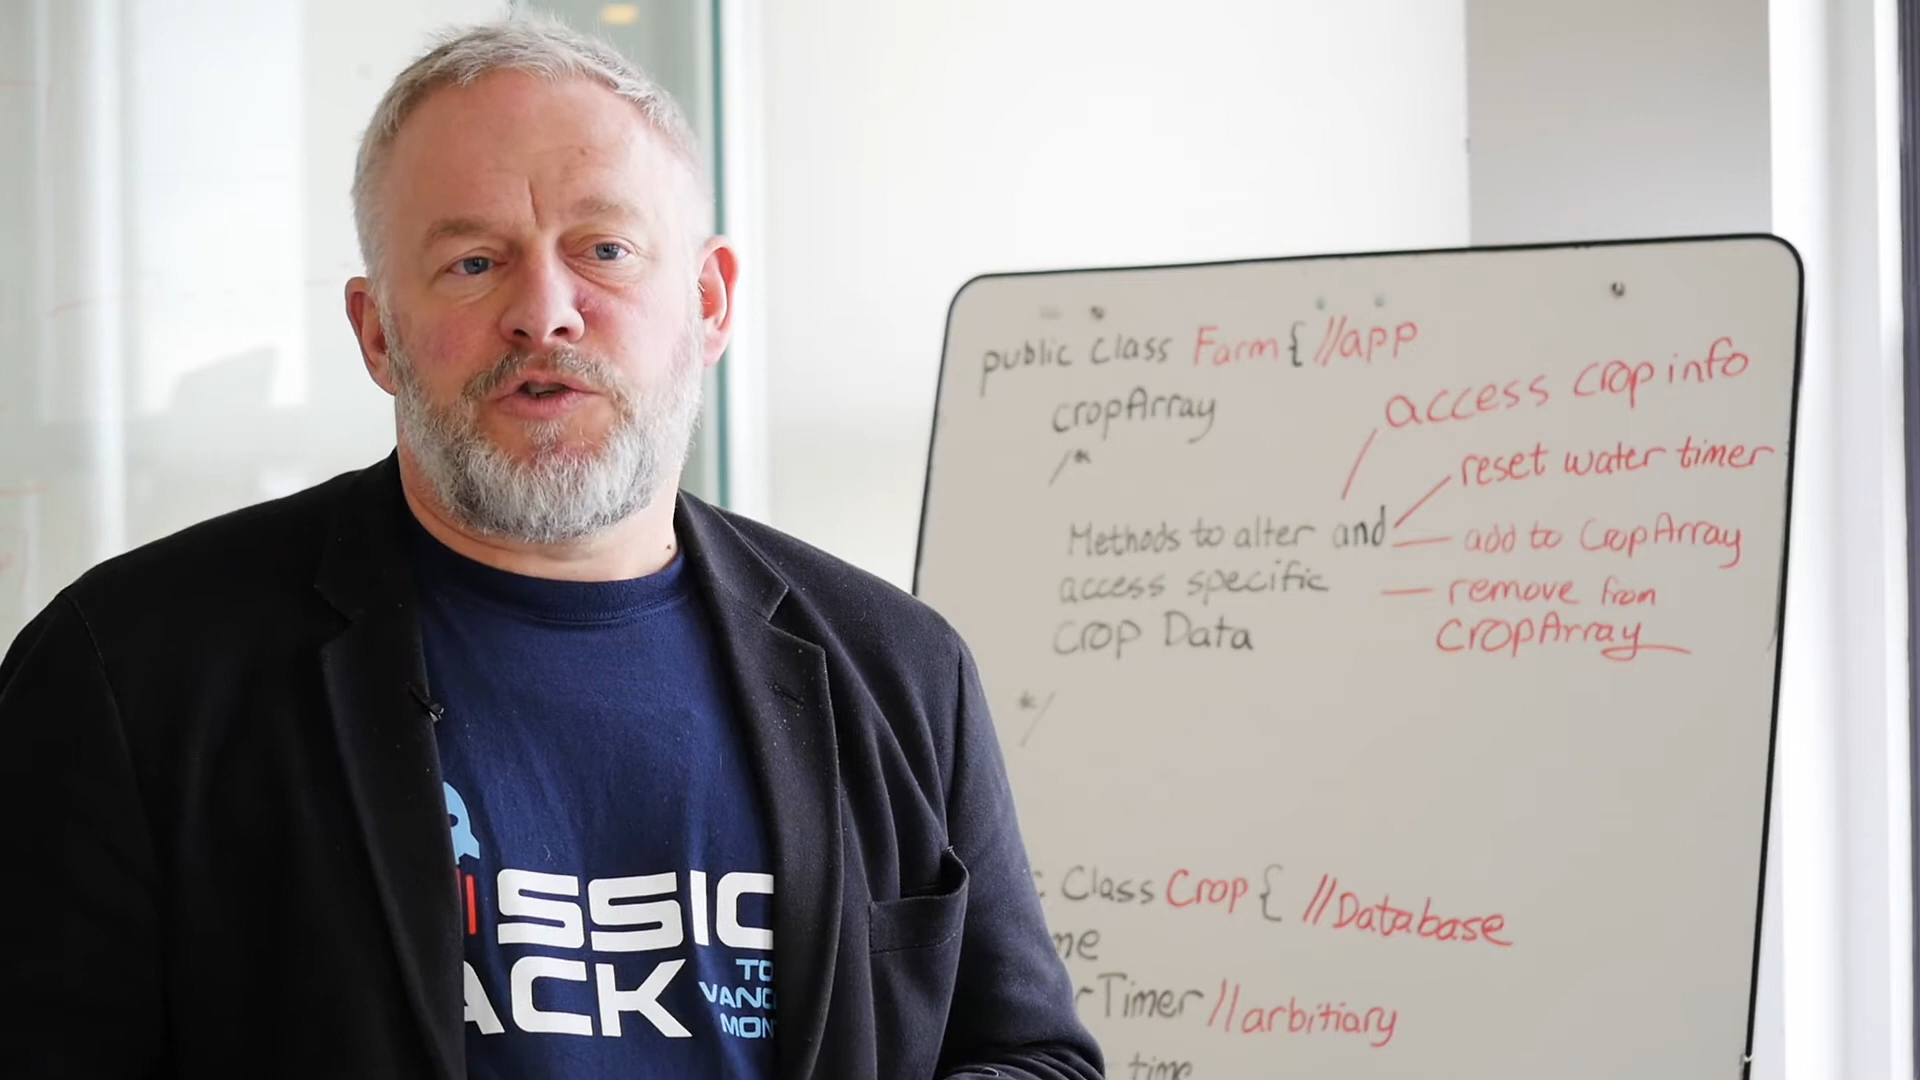 public class Farm{ //app
cropArray
/*
access crop info
reset water timer
Methods to alter and
add to CropArray
access specific
remove from
Crop Data
cropArray
*/
Class Crop { //Database
me
Timer //arbitiary
time
SSIO
ACK
TO
VANC
MON